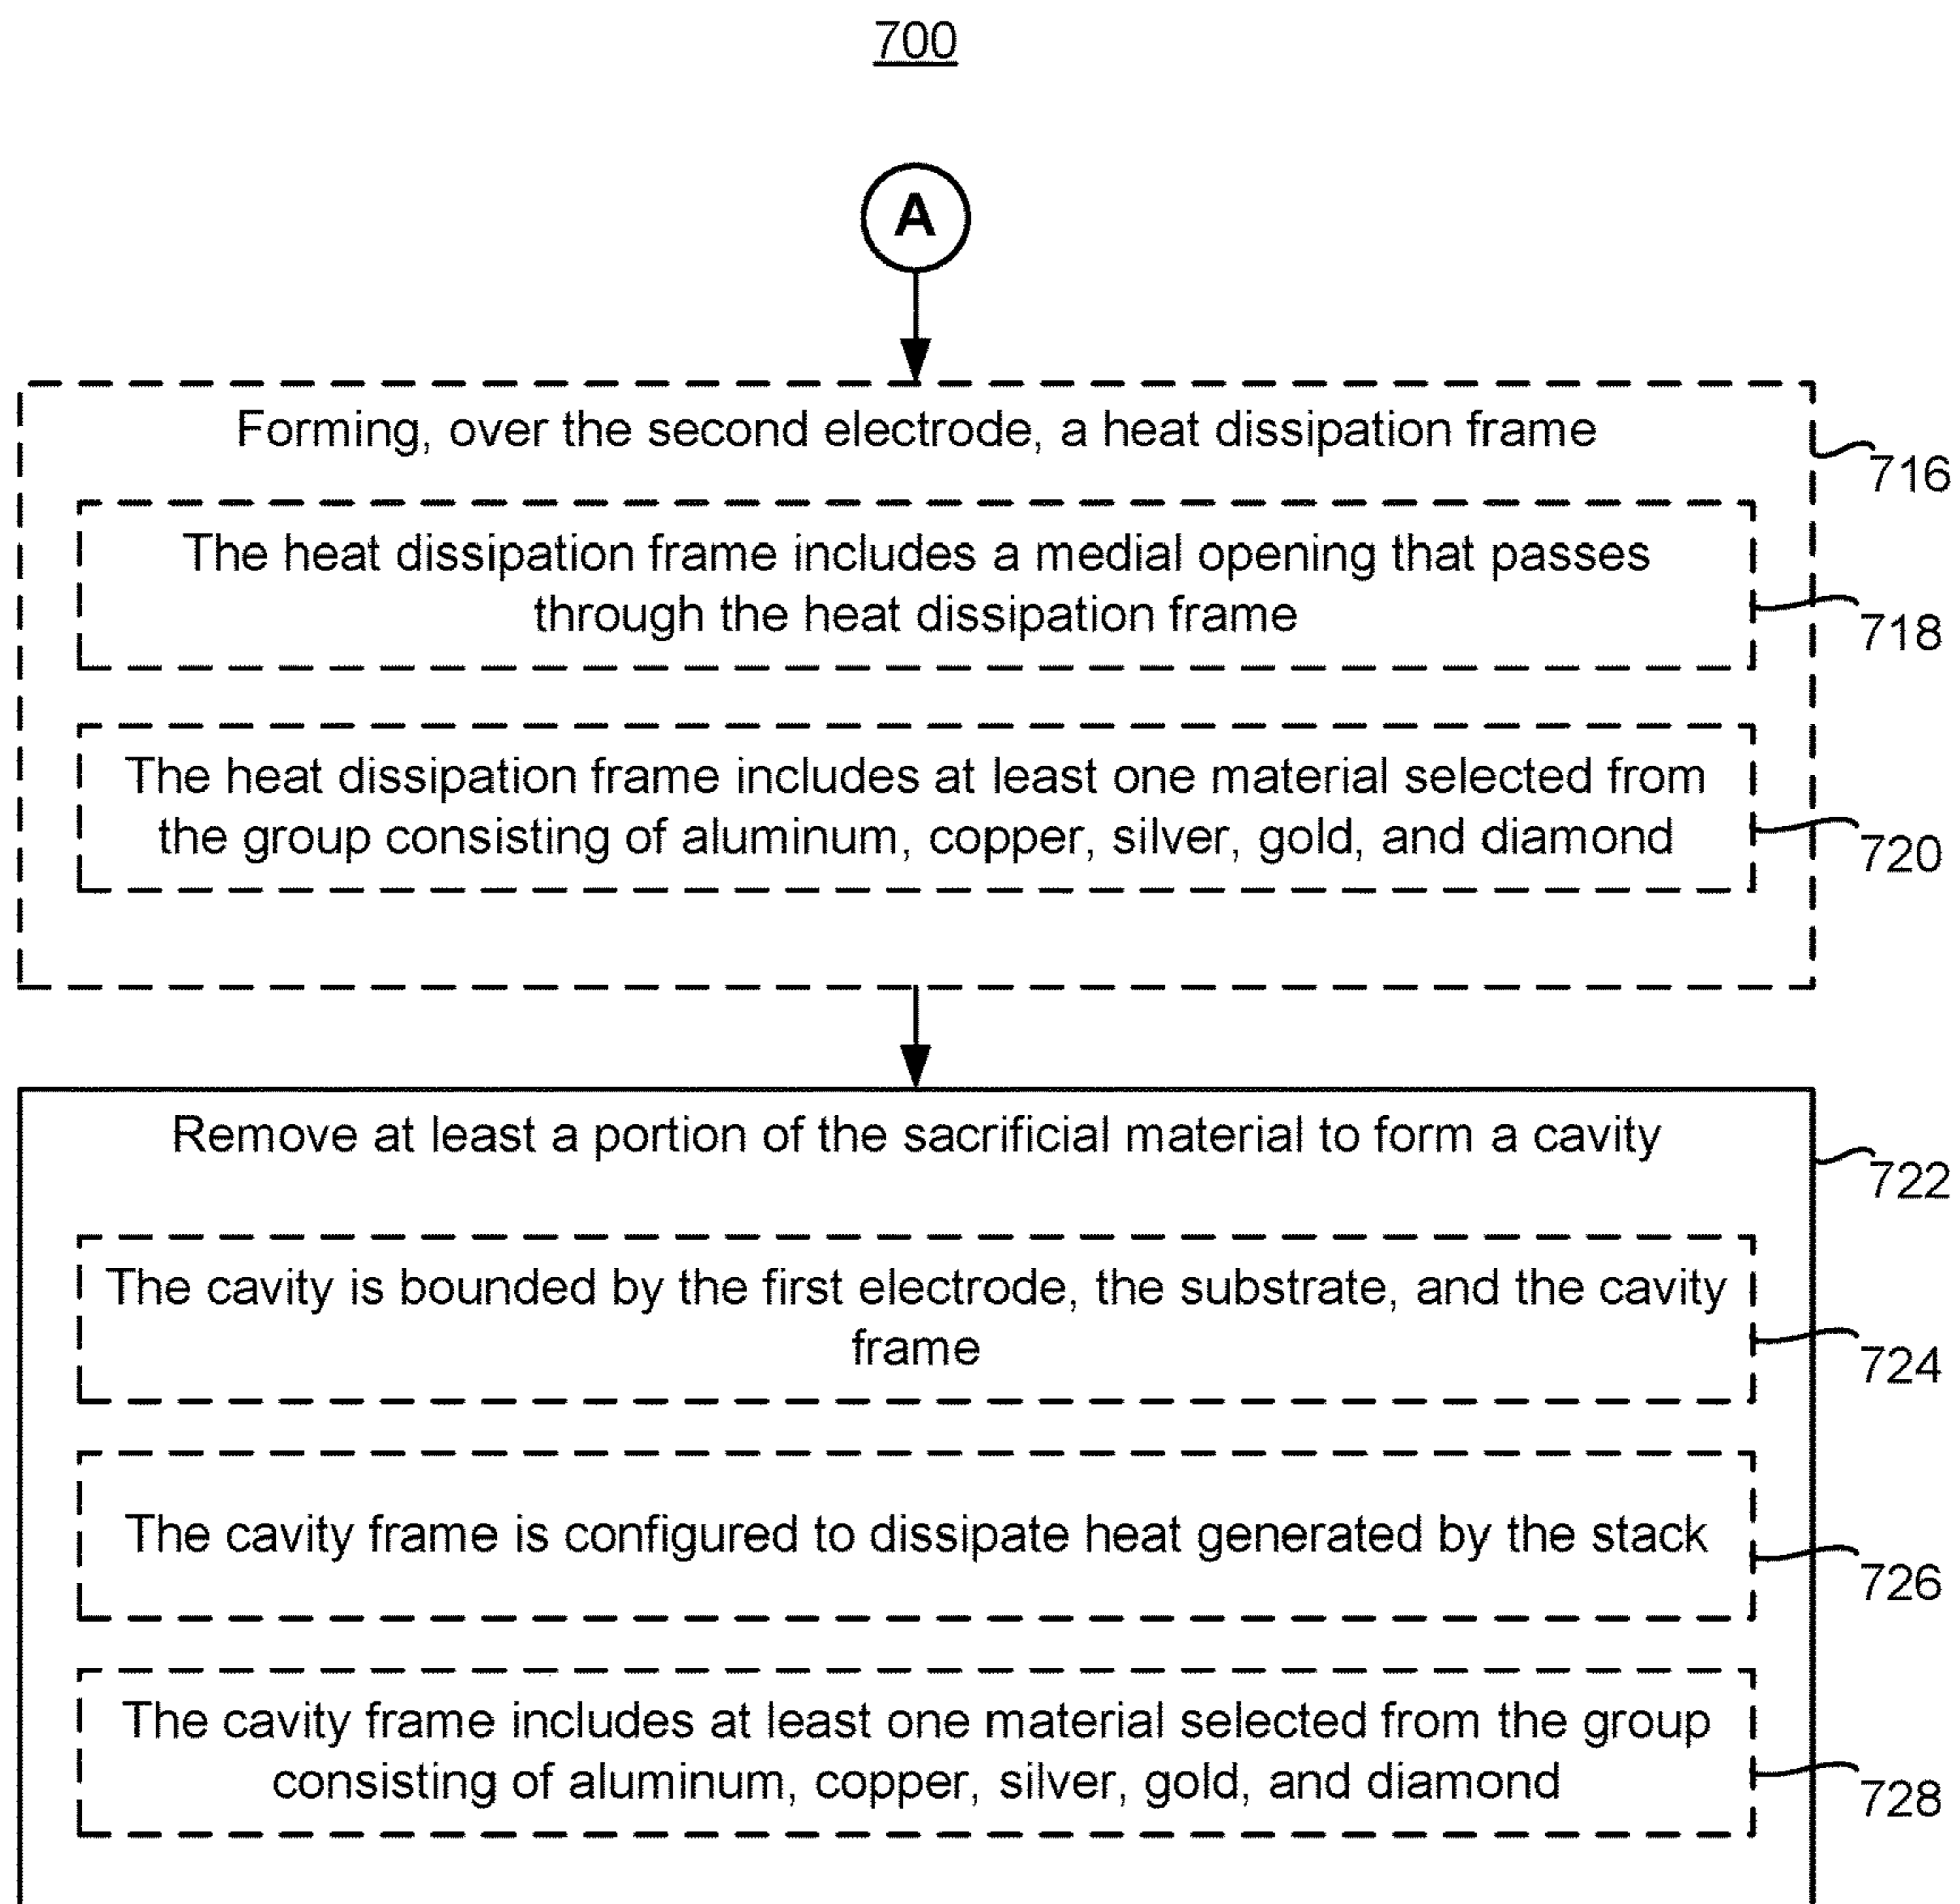 700
A
Forming, over the second electrode, a heat dissipation frame
716
The heat dissipation frame includes a medial opening that passes
through the heat dissipation frame
718
The heat dissipation frame includes at least one material selected from
the group consisting of aluminum, copper, silver, gold, and diamond
720
Remove at least a portion of the sacrificial material to form a cavity
722
The cavity is bounded by the first electrode, the substrate, and the cavity
frame
724
The cavity frame is configured to dissipate heat generated by the stack
726
The cavity frame includes at least one material selected from the group
consisting of aluminum, copper, silver, gold, and diamond
728